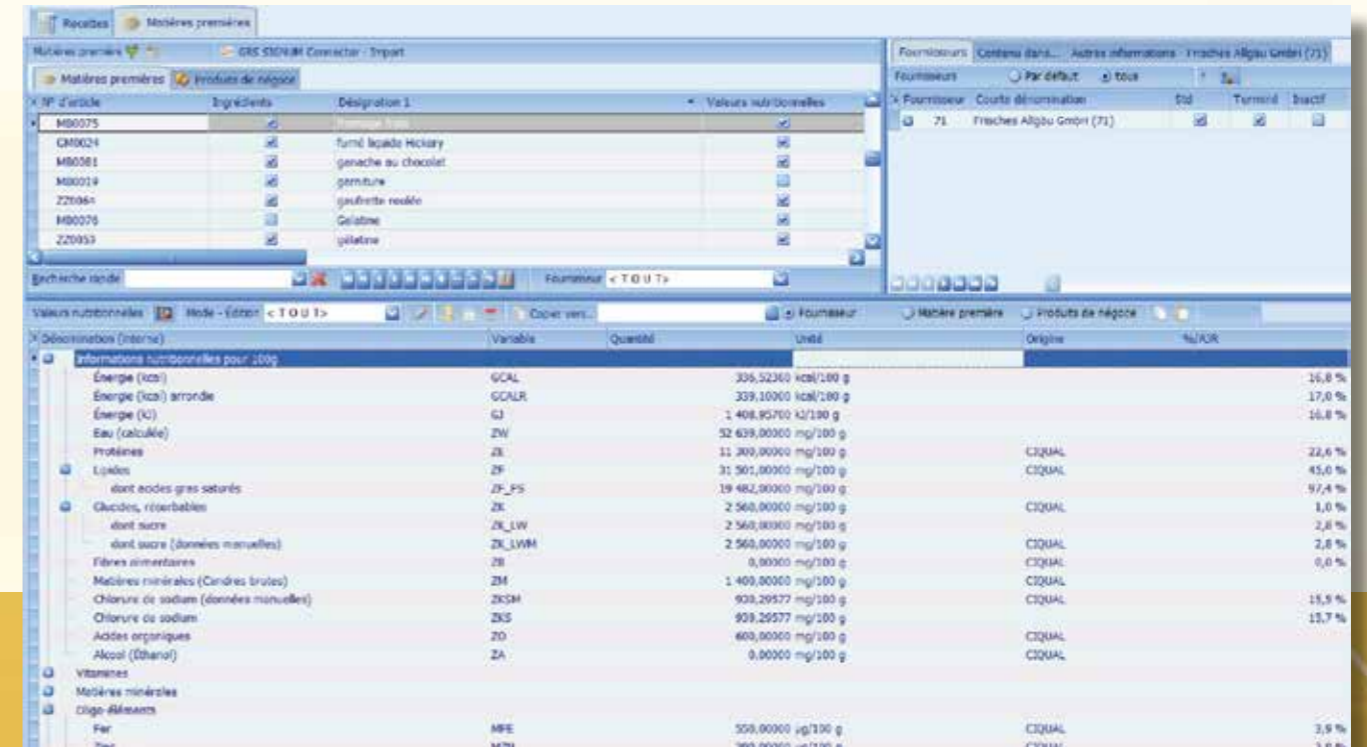 Recettes Matières premières
Matières première GRS SIGNUM Connector - Import
Fournisseurs Contenu dans... Autres informations - Frisches Allgäu GmbH (71)
Matières premières Produits de négoce
Fournisseurs Par défaut tous
N° d'article Ingrédients Désignation 1 Valeurs nutritionnelles
Fournisseur Courte dénomination Std Terminé Inactif
M80075
71 Frisches Allgäu GmbH (71)
GM0024 fumé liquide Hickory
M80081 ganache au chocolat
M80019 garniture
ZZ0064 gaufrette roulée
M80076 Gelatine
ZZ0053 gélatine
Recherche rapide Fournisseur < T O U T >
Valeurs nutritionnelles Mode - Édition < T O U T > Copier vers... Fournisseur Matière première Produits de négoce
Dénomination (interne) Variable Quantité Unité Origine %/AJR
Informations nutritionnelles pour 100g
Énergie (kcal) GCAL 336,52360 kcal/100 g 16,8 %
Énergie (kcal) arrondie GCALR 339,10000 kcal/100 g 17,0 %
Énergie (kJ) GJ 1 408,95700 kJ/100 g 16,8 %
Eau (calculée) ZW 52 639,00000 mg/100 g
Protéines ZE 11 300,00000 mg/100 g CIQUAL 22,6 %
Lipides ZF 31 501,00000 mg/100 g CIQUAL 45,0 %
dont acides gras saturés ZF_FS 19 482,00000 mg/100 g 97,4 %
Glucides, résorbables ZK 2 560,00000 mg/100 g CIQUAL 1,0 %
dont sucre ZK_LW 2 560,00000 mg/100 g 2,8 %
dont sucre (données manuelles) ZK_LWM 2 560,00000 mg/100 g CIQUAL 2,8 %
Fibres alimentaires ZB 0,00000 mg/100 g CIQUAL 0,0 %
Matières minérales (Cendres brutes) ZM 1 400,00000 mg/100 g CIQUAL
Chlorure de sodium (données manuelles) ZKSM 939,29577 mg/100 g CIQUAL 15,5 %
Chlorure de sodium ZKS 939,29577 mg/100 g 15,7 %
Acides organiques ZO 600,00000 mg/100 g CIQUAL
Alcool (Éthanol) ZA 0,00000 mg/100 g CIQUAL
Vitamines
Matières minérales
Oligo-éléments
Fer MFE 550,00000 µg/100 g CIQUAL 3,9 %
Zinc MZN CIQUAL